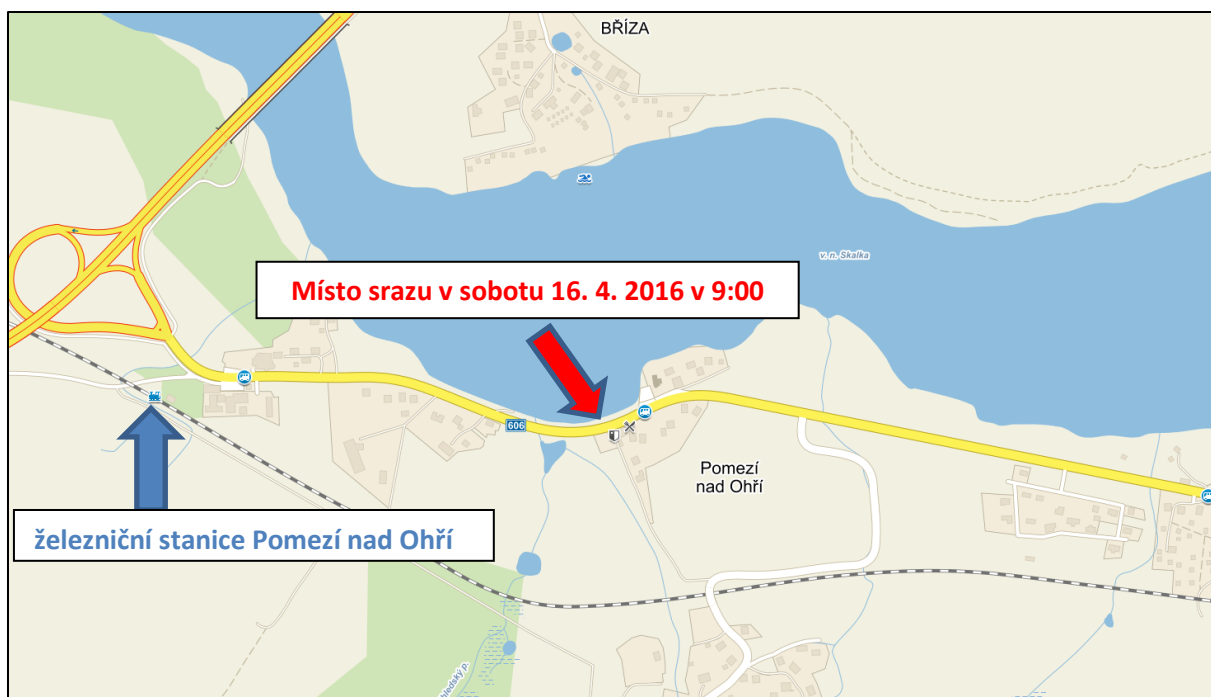 BŘÍZA
v. n. Skalka
Místo srazu v sobotu 16. 4. 2016 v 9:00
606
Pomezí
nad Ohří
železniční stanice Pomezí nad Ohří